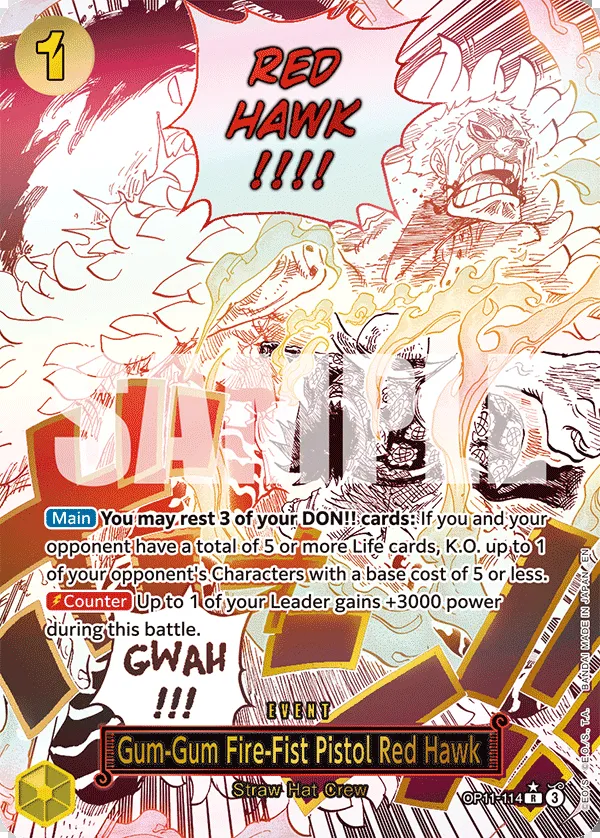 1
RED
HAWK
!!!!
SAMPLE
Main You may rest 3 of your DON!! cards: If you and your
opponent have a total of 5 or more Life cards, K.O. up to 1
of your opponent's Characters with a base cost of 5 or less.
Counter Up to 1 of your Leader gains +3000 power
during this battle.
GWAH
!!!
EVENT
Gum-Gum Fire-Fist Pistol Red Hawk
Straw Hat Crew
OP11-114 R 3
BANDAI MADE IN JAPAN EN